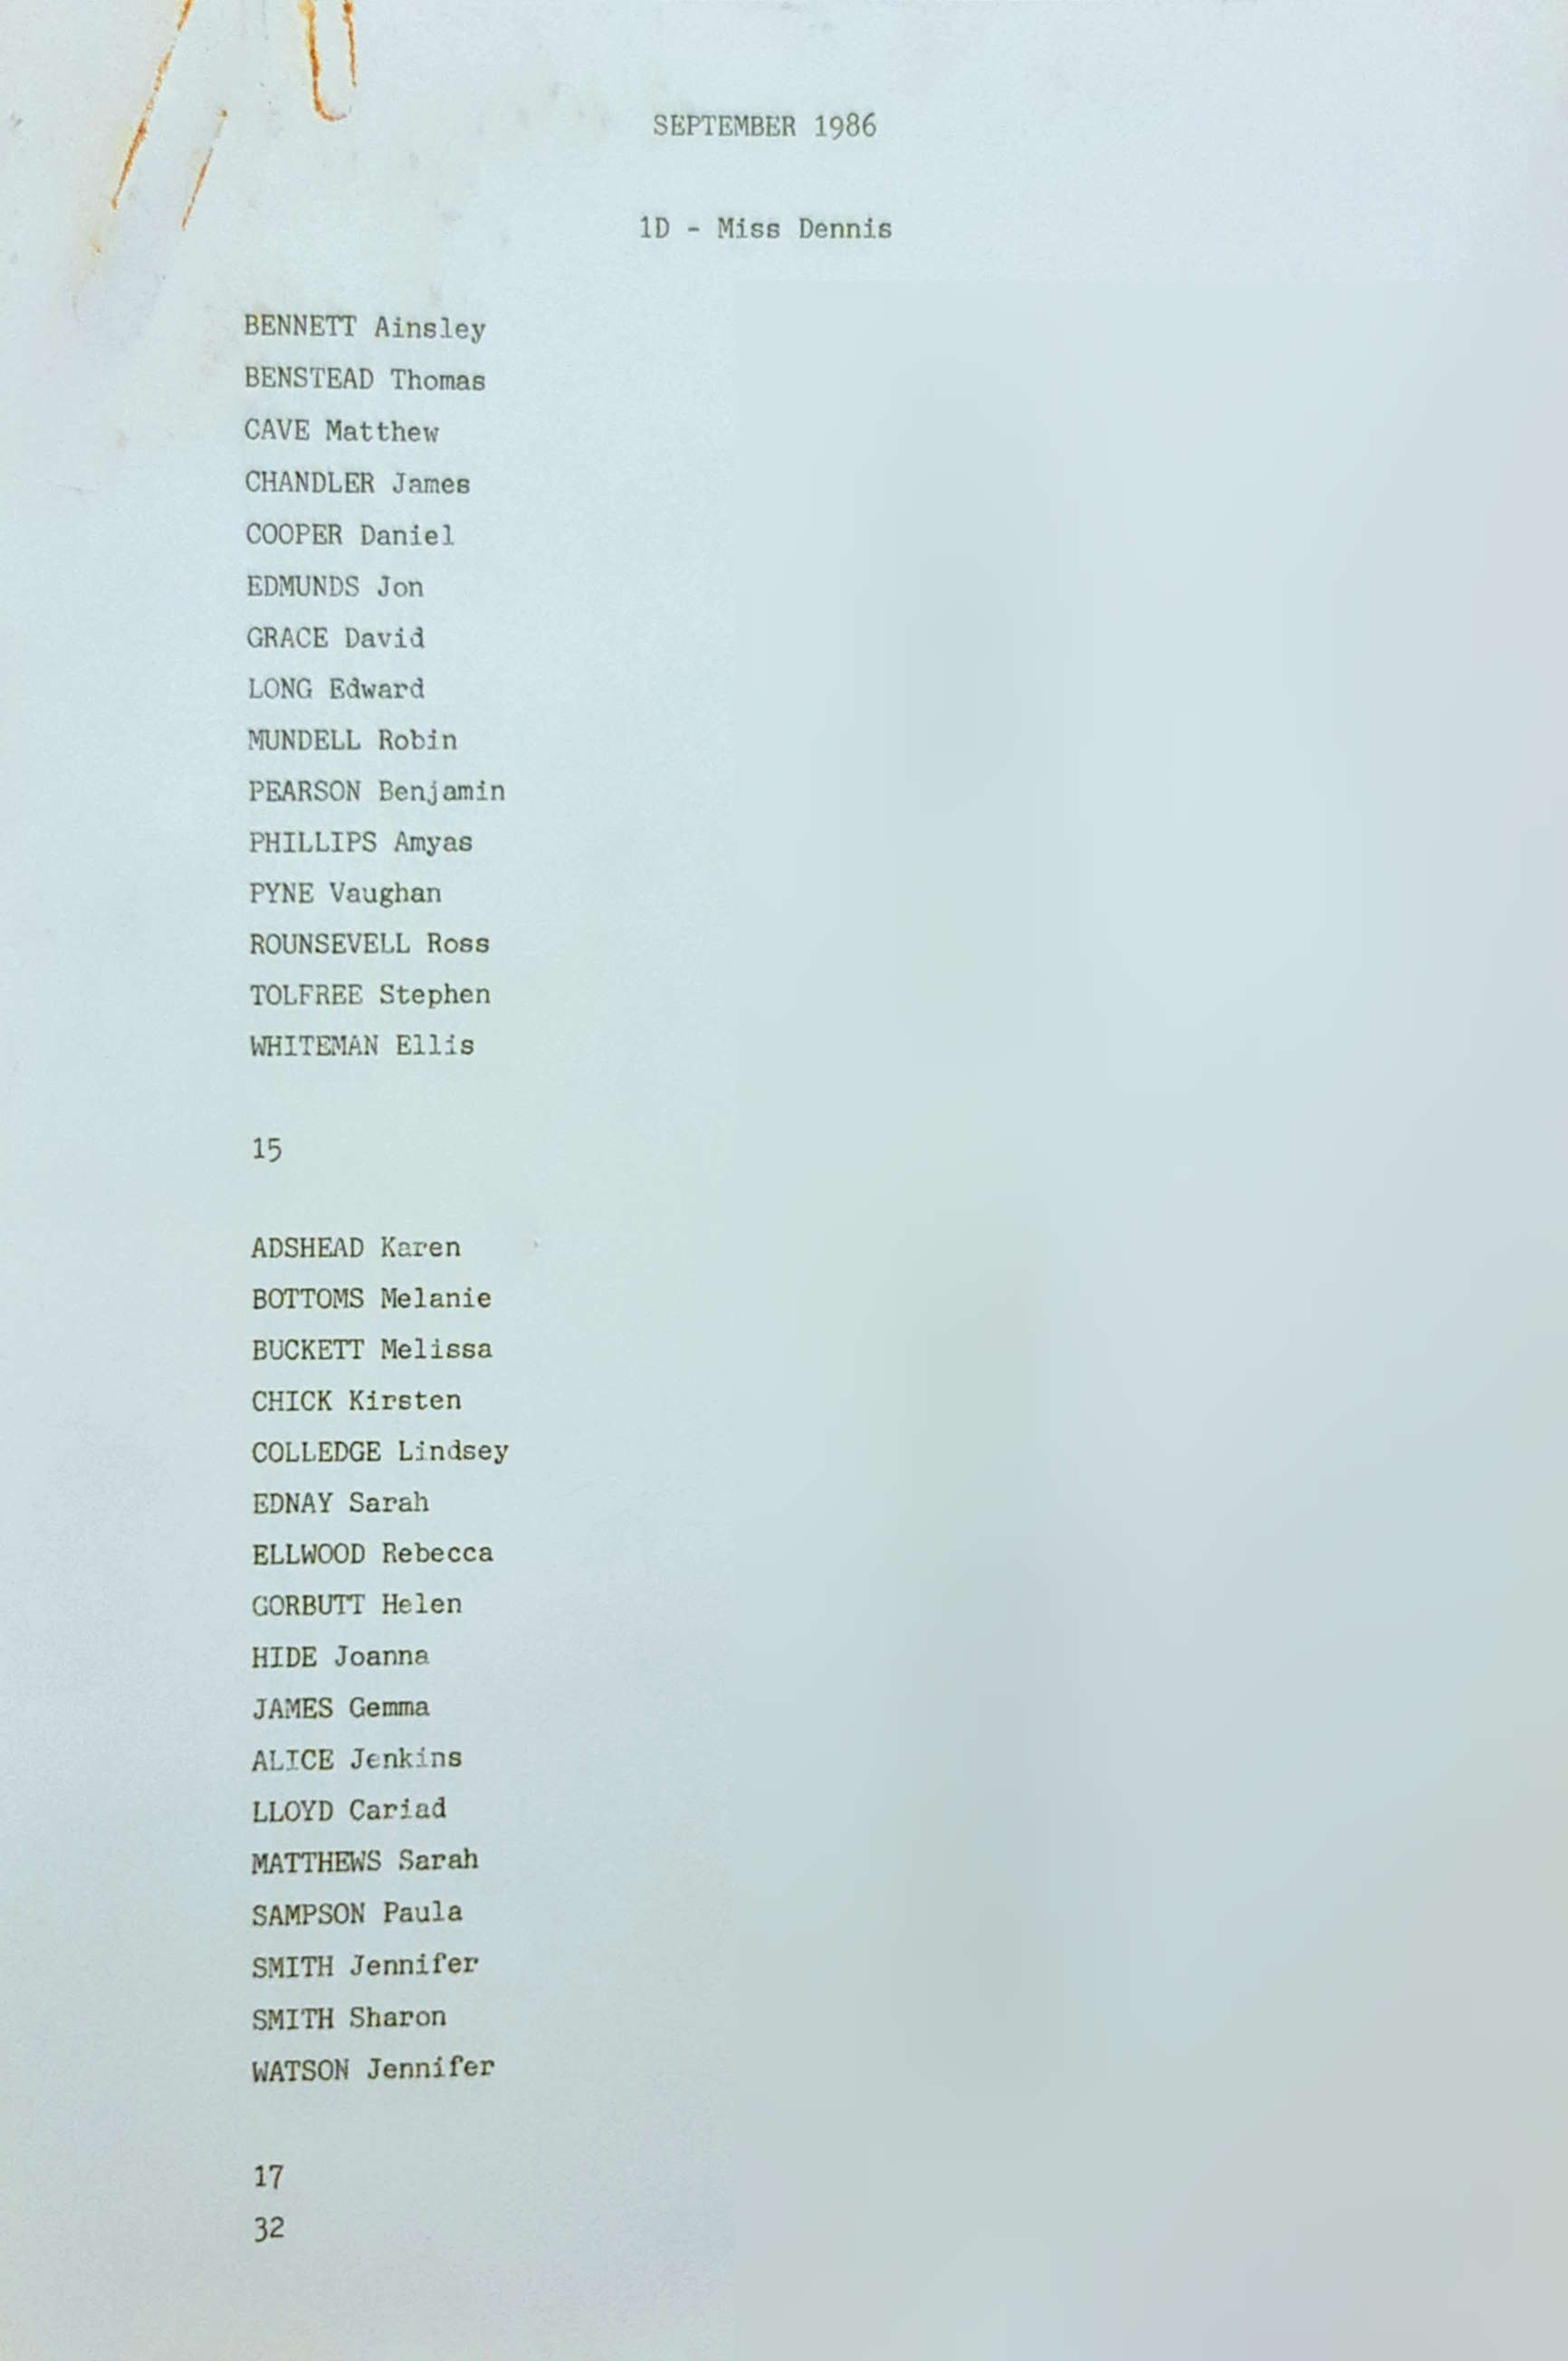 SEPTEMBER 1986
1D - Miss Dennis
BENNETT Ainsley
BENSTEAD Thomas
CAVE Matthew
CHANDLER James
COOPER Daniel
EDMUNDS Jon
GRACE David
LONG Edward
MUNDELL Robin
PEARSON Benjamin
PHILLIPS Amyas
PYNE Vaughan
ROUNSEVELL Ross
TOLFREE Stephen
WHITEMAN Ellis
15
ADSHEAD Karen
BOTTOMS Melanie
BUCKETT Melissa
CHICK Kirsten
COLLEDGE Lindsey
EDNAY Sarah
ELLWOOD Rebecca
GORBUTT Helen
HIDE Joanna
JAMES Gemma
ALICE Jenkins
LLOYD Cariad
MATTHEWS Sarah
SAMPSON Paula
SMITH Jennifer
SMITH Sharon
WATSON Jennifer
17
32